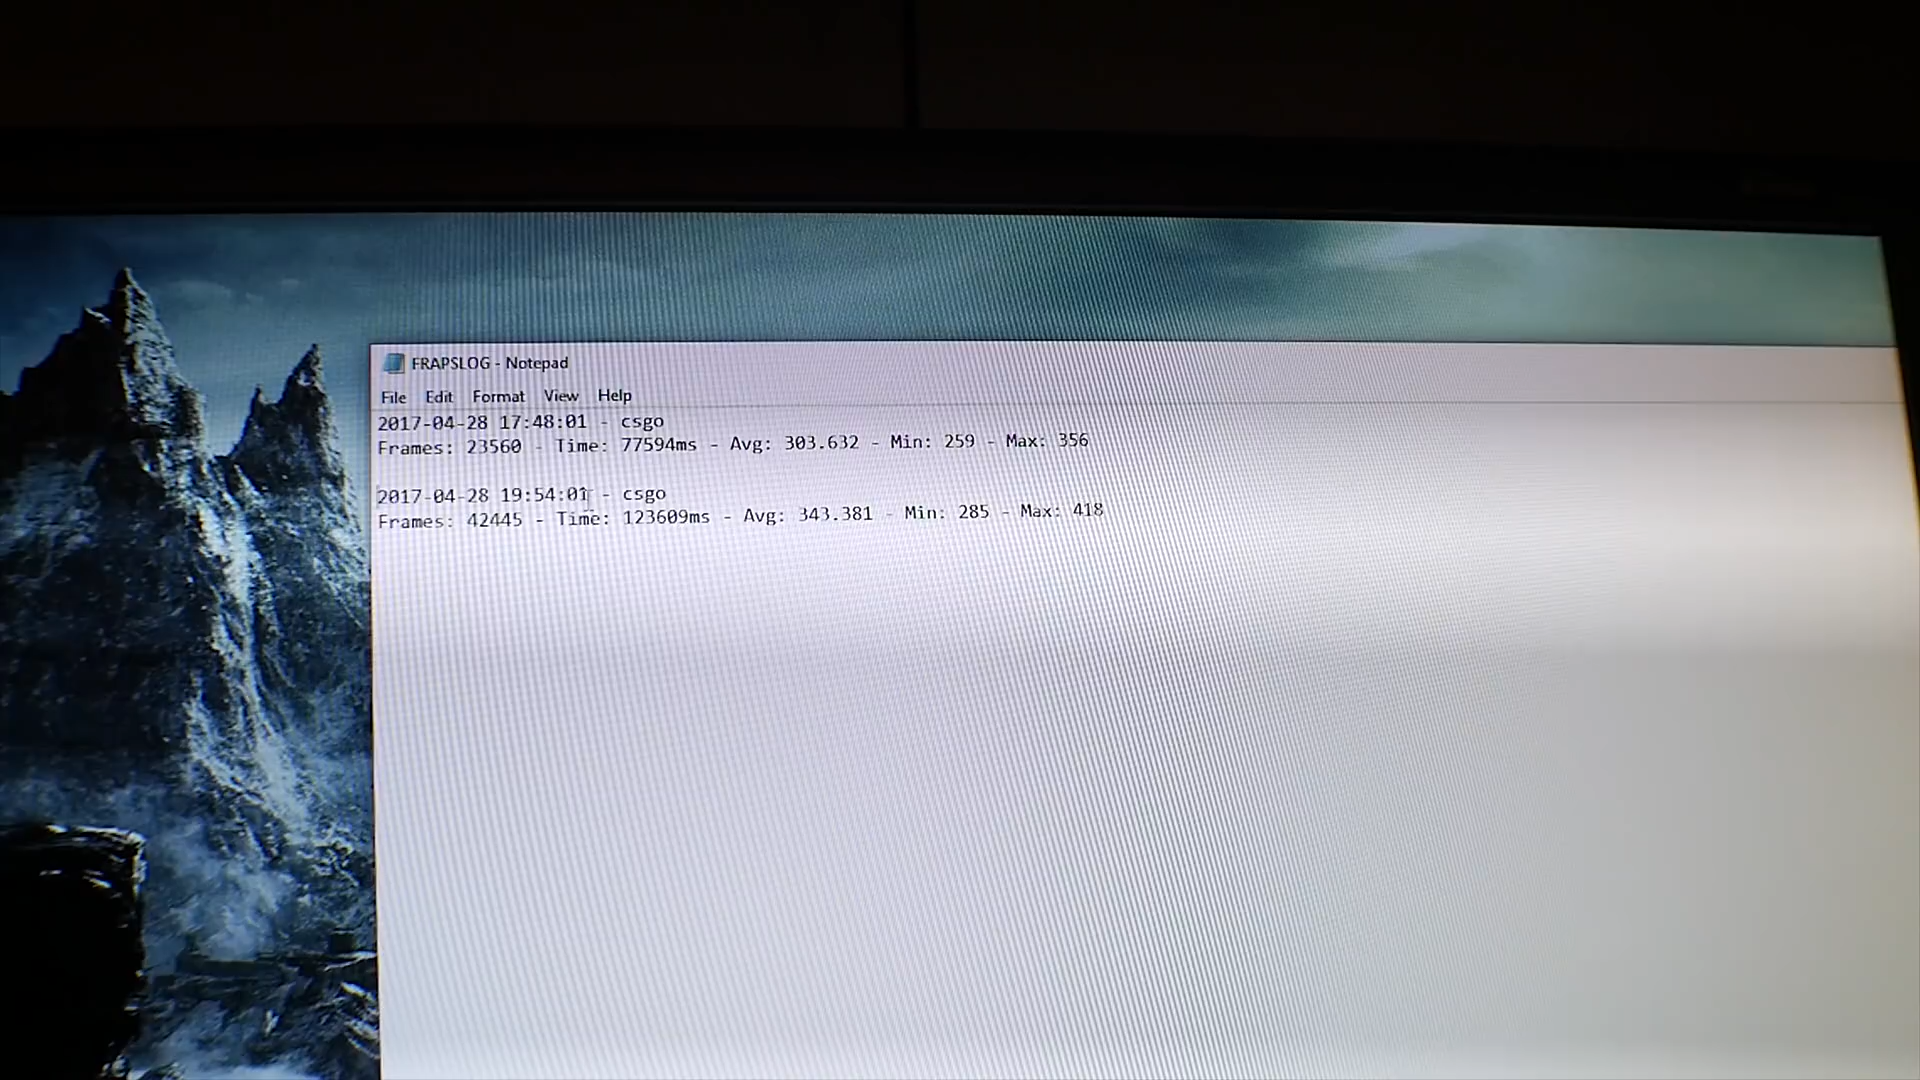 FRAPSLOG - Notepad
File Edit Format View Help
2017-04-28 17:48:01 - csgo
Frames: 23560 - Time: 77594ms - Avg: 303.632 - Min: 259 - Max: 356
2017-04-28 19:54:01 - csgo
Frames: 42445 - Time: 123609ms - Avg: 343.381 - Min: 285 - Max: 418